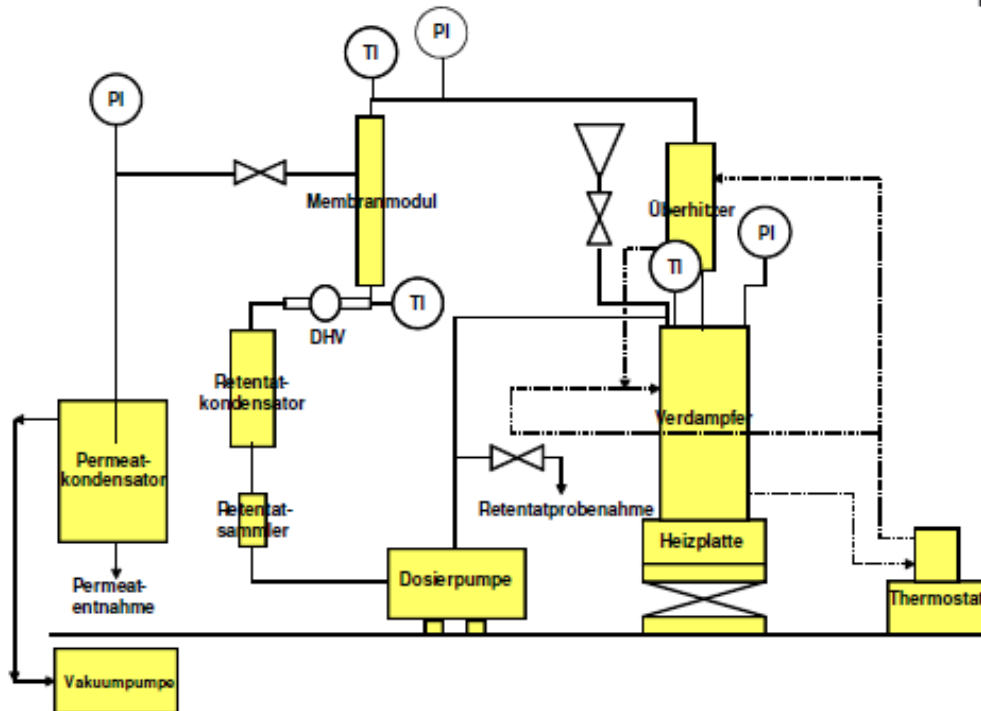 TI
PI
PI
Membranmodul
Überhitzer
PI
TI
TI
DHV
Retentat-
kondensator
Verdampfer
Permeat-
kondensator
Retentat-
sammler
Retentatprobenahme
Heizplatte
Dosierpumpe
Permeat-
entnahme
Thermostat
Vakuumpumpe